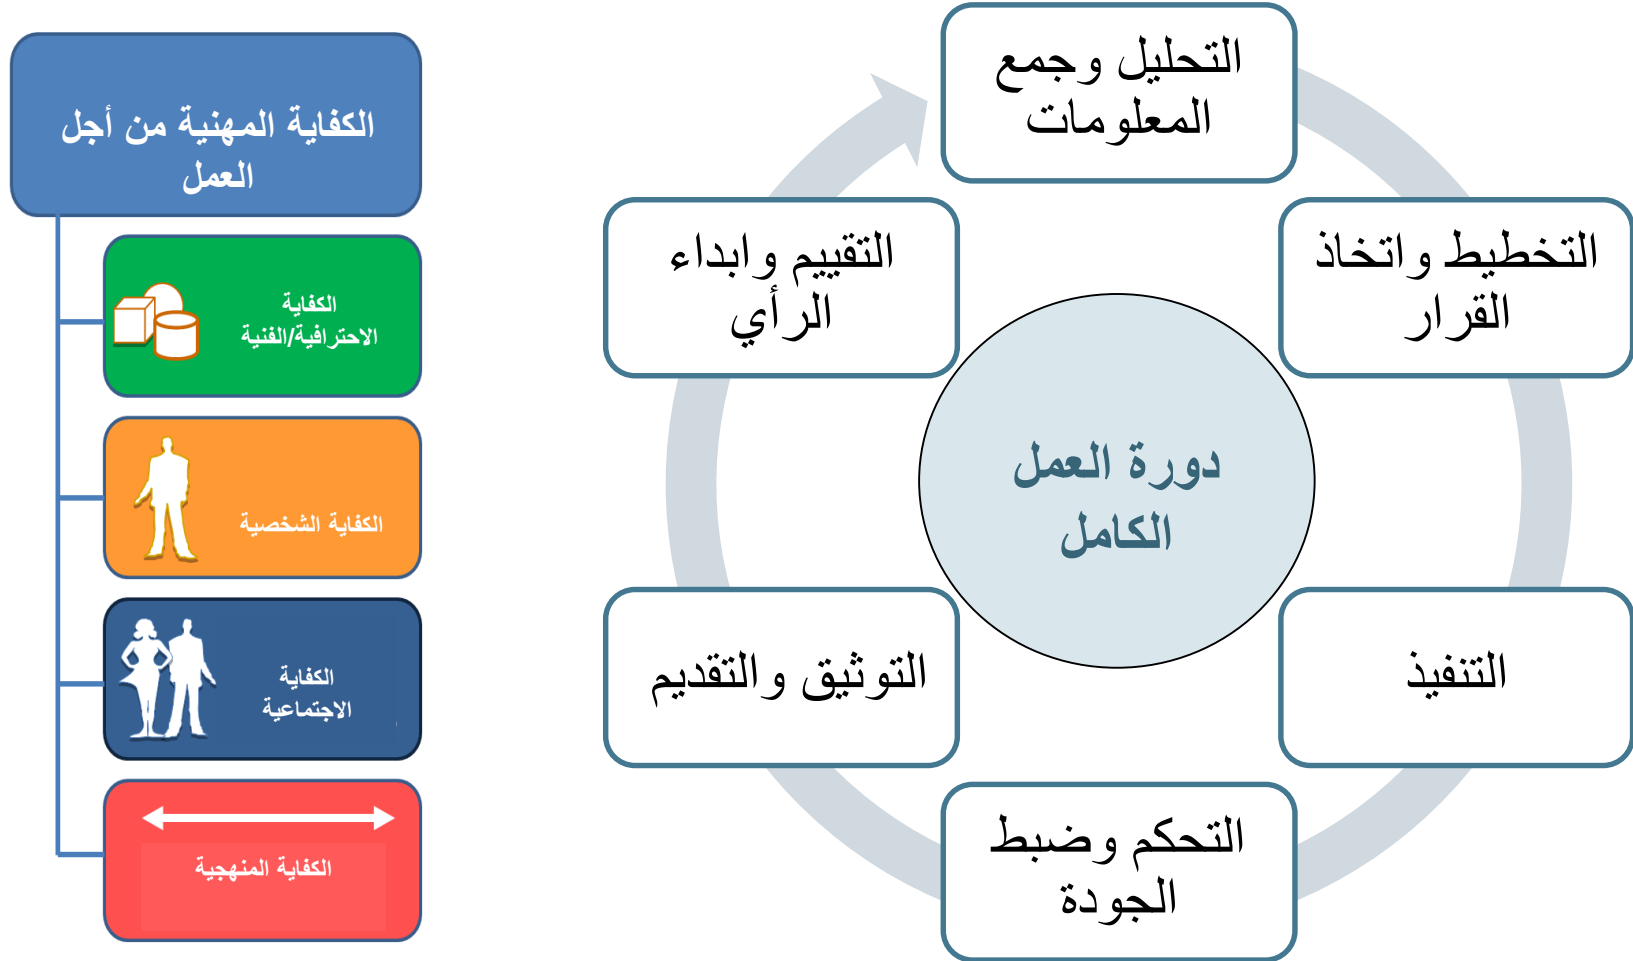 الكفاية المهنية من أجل
العمل
الكفاية
الاحترافية/الفنية
الكفاية الشخصية
الكفاية
الاجتماعية
الكفاية المنهجية
التحليل وجمع
المعلومات
التخطيط واتخاذ
القرار
التنفيذ
التحكم وضبط
الجودة
التوثيق والتقديم
التقييم وابداء
الرأي
دورة العمل
الكامل